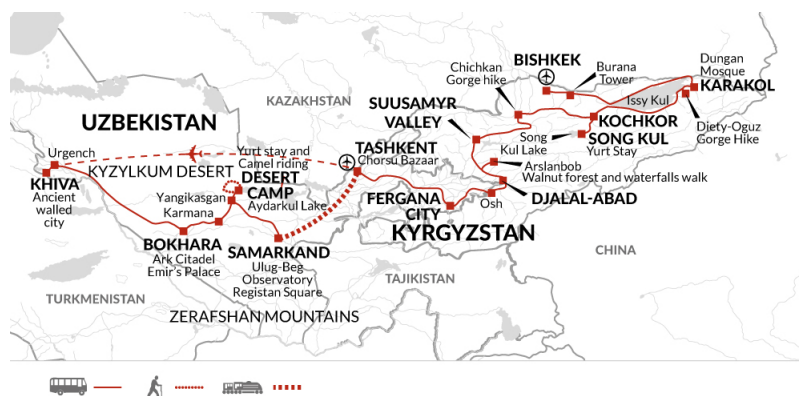 BISHKEK
Burana
Tower
Dungan
Mosque
KARAKOL
Chichkan
Gorge hike
Issy Kul
KAZAKHSTAN
SUUSAMYR
VALLEY
KOCHKOR
SONG KUL
Yurt Stay
Diety-Oguz
Gorge Hike
UZBEKISTAN
Song
Kul Lake
TASHKENT
Chorsu Bazaar
Urgench
Yurt stay and
Camel riding
KYZYLKUM DESERT
DESERT
CAMP
Aydarkul Lake
Arslanbob
Walnut forest and waterfalls walk
KHIVA
Ancient
walled
city
Yangikasgan
Karmana
FERGANA
CITY
Osh
DJALAL-ABAD
KYRGYZSTAN
BOKHARA
Ark Citadel
Emir's Palace
SAMARKAND
Ulug-Beg
Observatory
Registan Square
CHINA
TAJIKISTAN
TURKMENISTAN
ZERAFSHAN MOUNTAINS